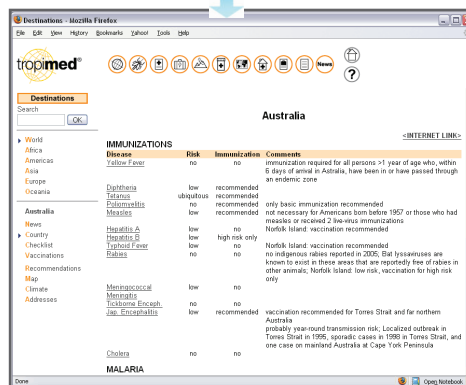 Destinations - Mozilla Firefox
File Edit View History Bookmarks Yahoo! Tools Help
tropimed®
News
?
Destinations
Search
OK
World
Africa
Americas
Asia
Europe
Oceania
Australia
News
Country
Checklist
Vaccinations
Recommendations
Map
Climate
Addresses
Australia
<INTERNET LINK>
IMMUNIZATIONS
Disease Risk Immunization Comments
Yellow Fever no no immunization required for all persons >1 year of age who, within
6 days of arrival in Astralia, have been in or have passed through
an endemic zone
Diphtheria low recommended
Tetanus ubiquitous recommended
Poliomyelitis no recommended only basic immunization recommended
Measles low recommended not necessary for Americans born before 1957 or those who had
measles or received 2 live-virus immunizations
Hepatitis A low no Norfolk Island: vaccination recommended
Hepatitis B low high risk only
Typhoid Fever low no Norfolk Island: vaccination recommended
Rabies no no no indigenous rabies reported in 2005; Bat lyssaviruses are
known to exist in these areas that are reportedly free of rabies in
other animals; Norfolk Island: low risk, vaccination for high risk
only
Meningococcal low no
Meningitis
Tickborne Enceph. no no
Jap. Encephalitis low recommended vaccination recommended for Torres Strait and far northern
Australia
probably year-round transmission risk; Localized outbreak in
Torres Strait in 1995, sporadic cases in 1998 in Torres Strait, and
one case on mainland Australia at Cape York Peninsula
Cholera no no
MALARIA
Done
Open Notebook